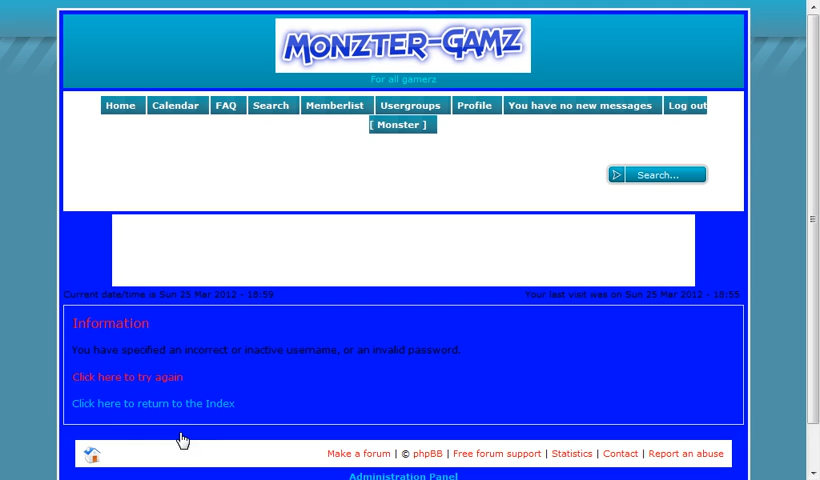 MONZTER-GAMZ
For all gamerz
Home Calendar FAQ Search Memberlist Usergroups Profile You have no new messages Log out
[ Monster ]
Search...
Current date/time is Sun 25 Mar 2012 - 18:59 Your last visit was on Sun 25 Mar 2012 - 18:55
Information
You have specified an incorrect or inactive username, or an invalid password.
Click here to try again
Click here to return to the Index
Make a forum | © phpBB | Free forum support | Statistics | Contact | Report an abuse
Administration Panel